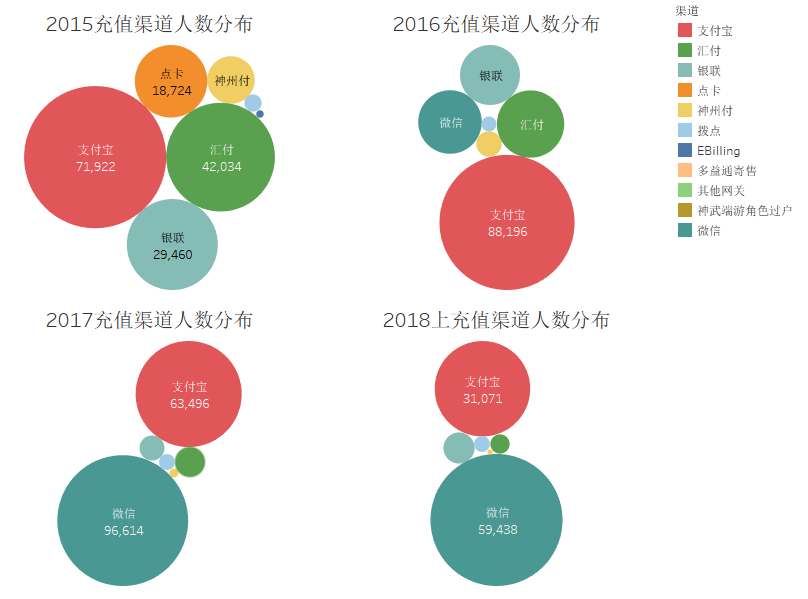 2015充值渠道人数分布
点卡
18,724
神州付
支付宝
71,922
汇付
42,034
银联
29,460
2016充值渠道人数分布
银联
微信
汇付
支付宝
88,196
渠道
支付宝
汇付
银联
点卡
神州付
拨点
EBilling
多益通寄售
其他网关
神武端游角色过户
微信
2017充值渠道人数分布
支付宝
63,496
微信
96,614
2018上充值渠道人数分布
支付宝
31,071
微信
59,438